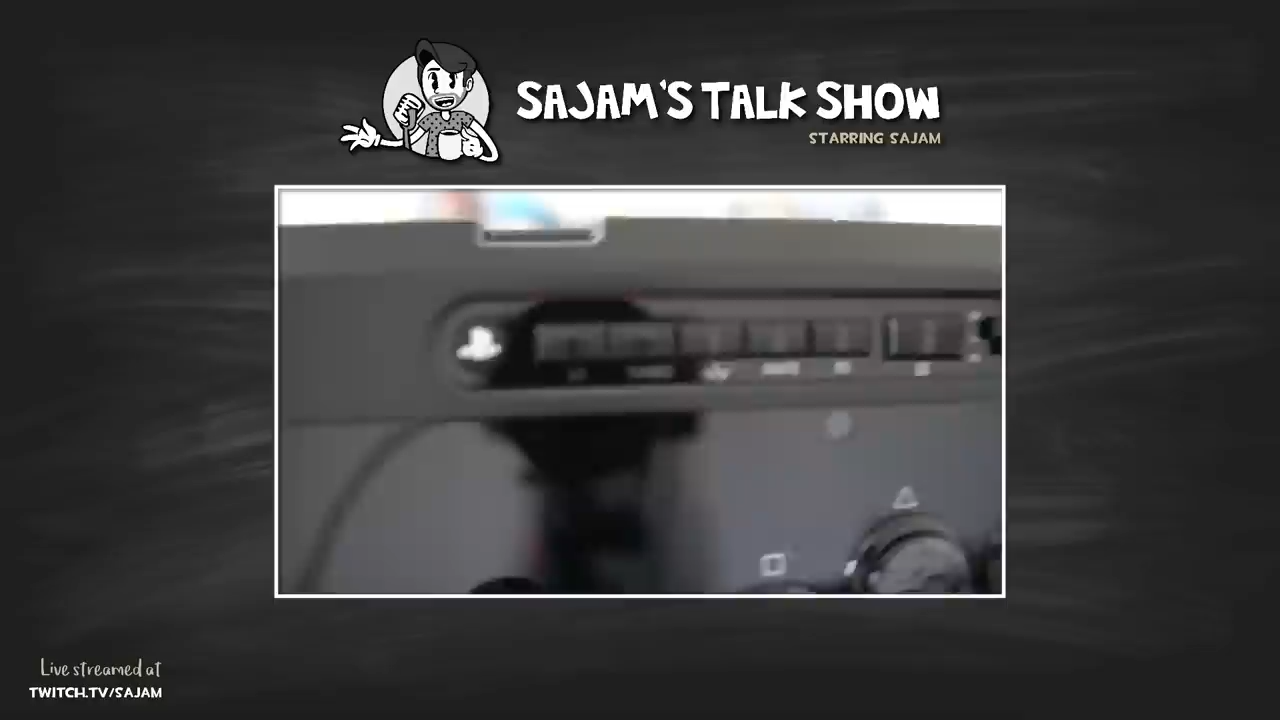 SAJAM'S TALK SHOW
STARRING SAJAM
Live streamed at
TWITCH.TV/SAJAM